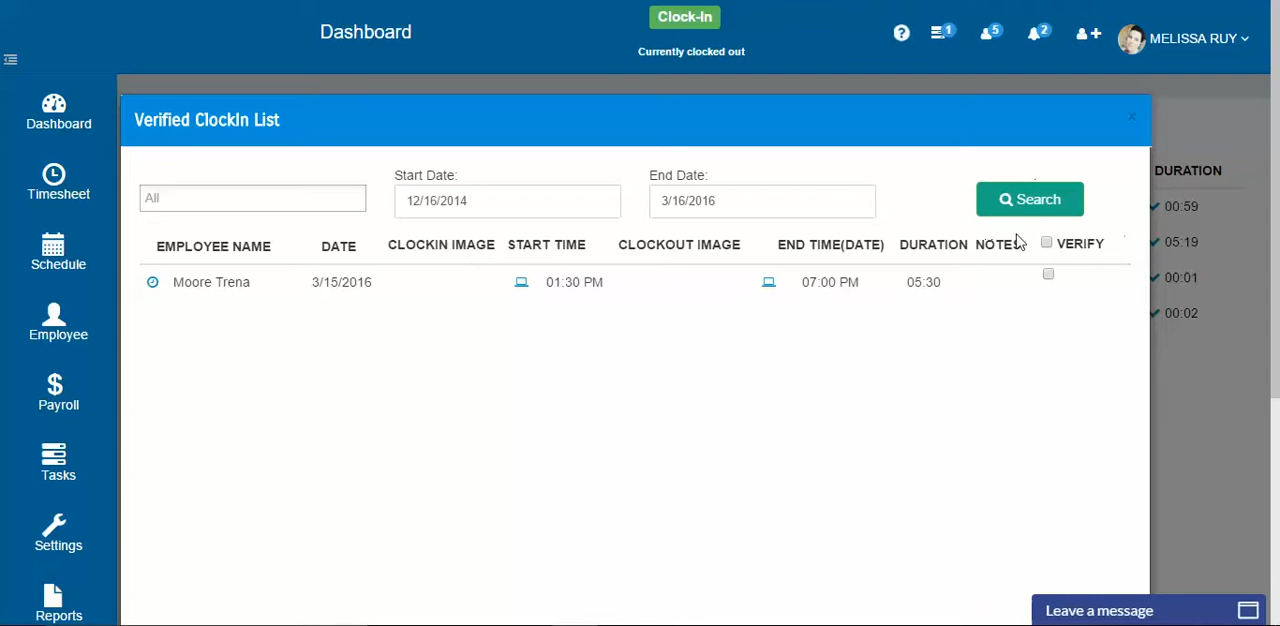 Clock-In
Dashboard
Currently clocked out
1
5
2
MELISSA RUY
Dashboard
Timesheet
Schedule
Employee
Payroll
Tasks
Settings
Reports
Verified ClockIn List
×
All
Start Date:
12/16/2014
End Date:
3/16/2016
Search
EMPLOYEE NAME DATE CLOCKIN IMAGE START TIME CLOCKOUT IMAGE END TIME(DATE) DURATION NOTES VERIFY
Moore Trena 3/15/2016 01:30 PM 07:00 PM 05:30
DURATION
00:59
05:19
00:01
00:02
Leave a message